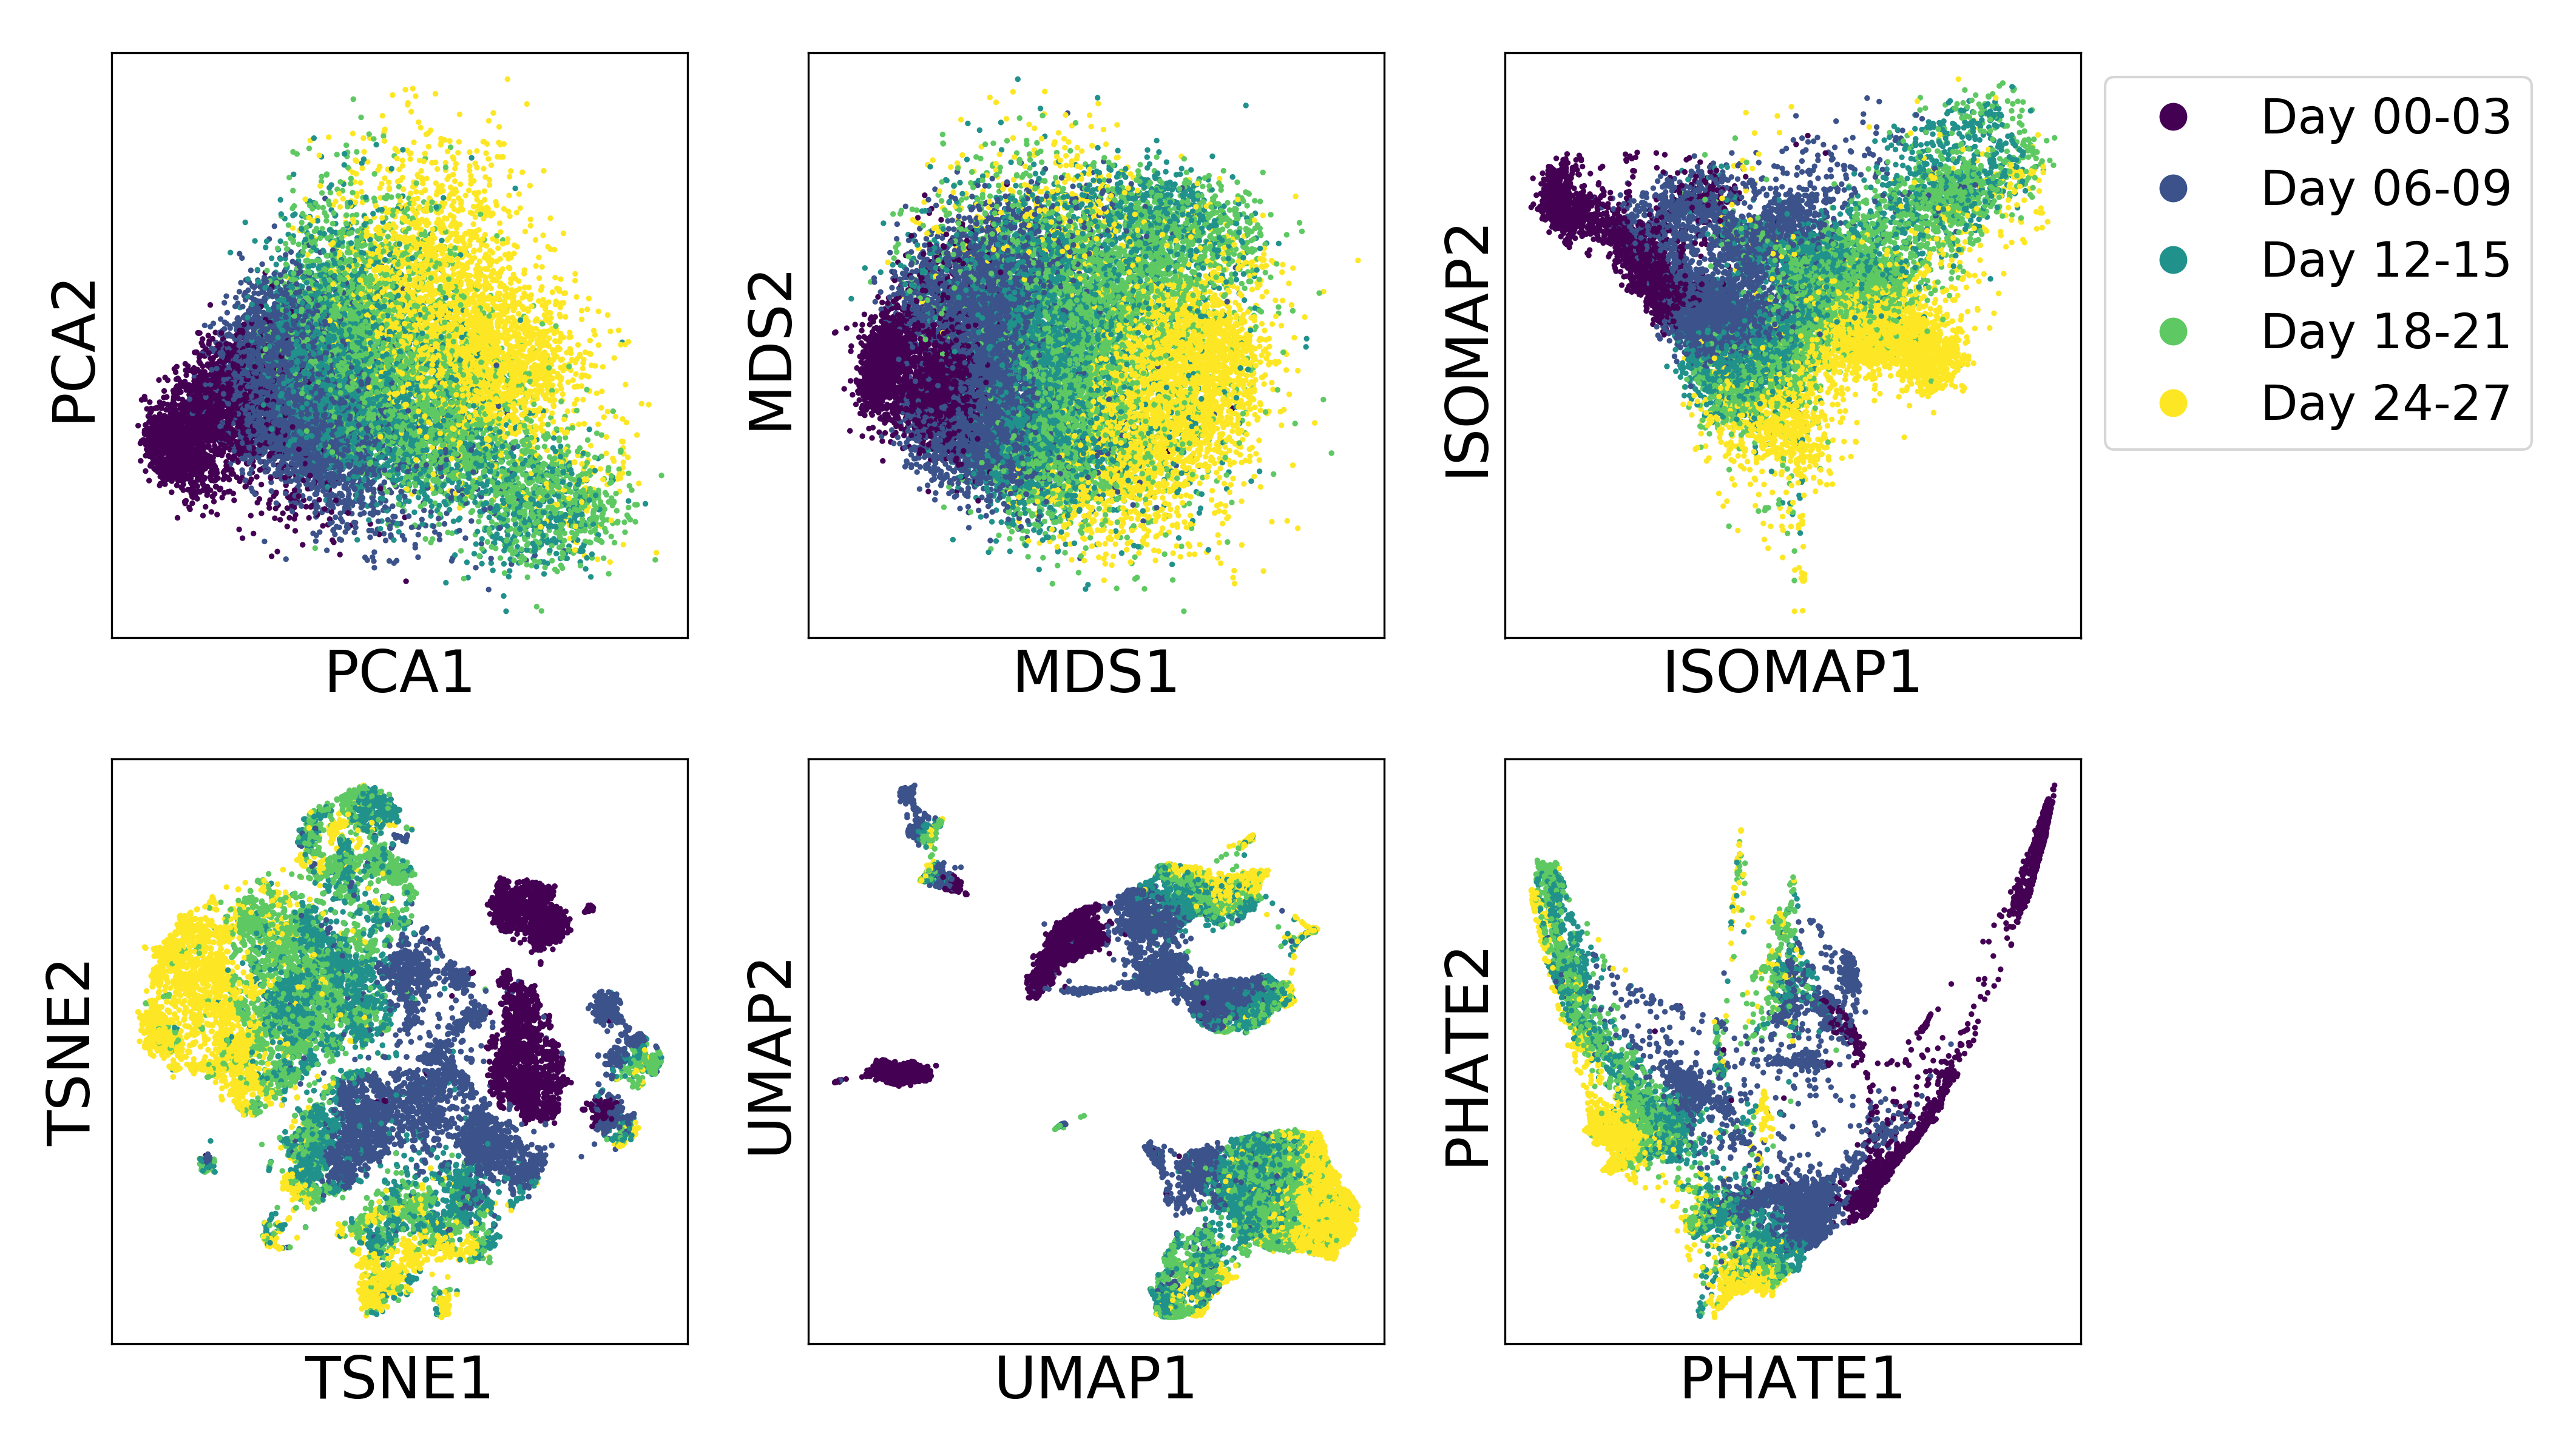 PCA2
PCA1
MDS2
MDS1
ISOMAP2
ISOMAP1
Day 00-03
Day 06-09
Day 12-15
Day 18-21
Day 24-27
TSNE2
TSNE1
UMAP2
UMAP1
PHATE2
PHATE1